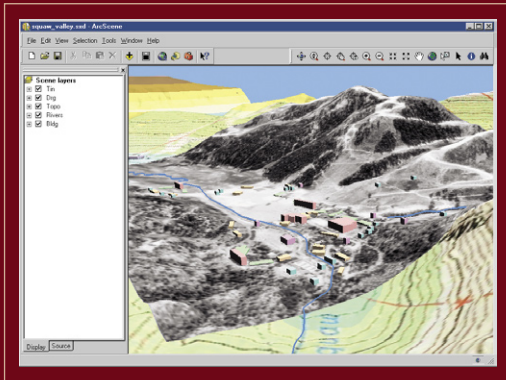 squaw_valley.sxd - ArcScene
File Edit View Selection Tools Window Help
Scene layers
Tin
Drg
Topo
Rivers
Bldg
Display Source